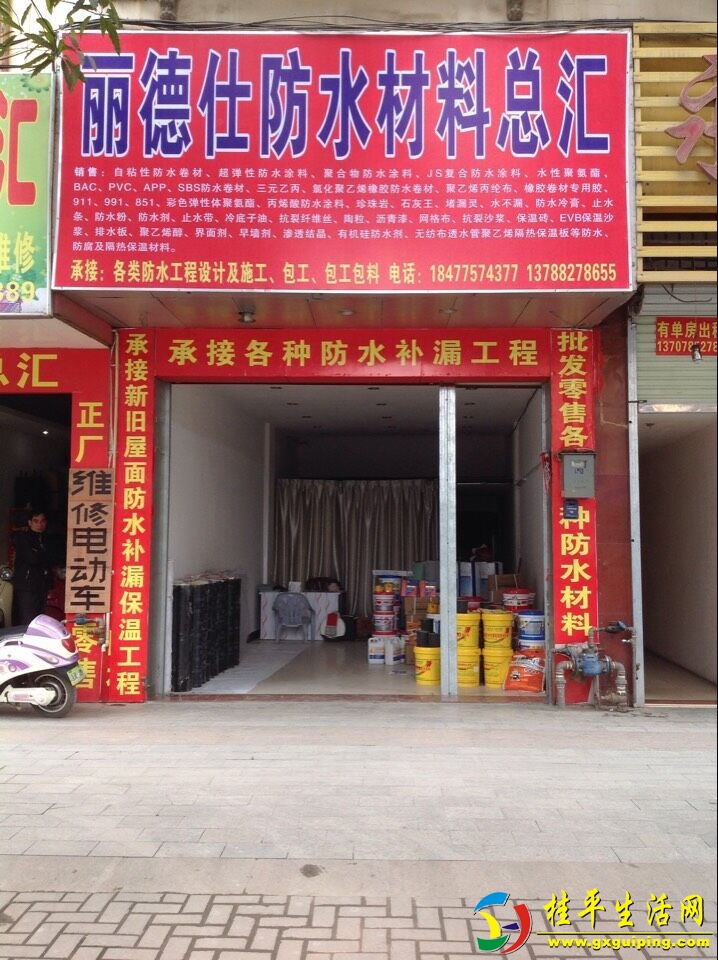 丽德仕防水材料总汇
销售：自粘性防水卷材、超弹性防水涂料、聚合物防水涂料、JS复合防水涂料、水性聚氨酯、
BAC、PVC、APP、SBS防水卷材、三元乙丙、氯化聚乙烯橡胶防水卷材、聚乙烯丙纶布、橡胶卷材专用胶、
911、991、851、彩色弹性体聚氨酯、丙烯酸防水涂料、珍珠岩、石灰王、堵漏灵、水不漏、防水冷膏、止水
条、防水粉、防水剂、止水带、冷底子油、抗裂纤维丝、陶粒、沥青漆、网格布、抗裂沙浆、保温砖、EVB保温沙
浆、排水板、聚乙烯醇、界面剂、旱墙剂、渗透结晶、有机硅防水剂、无纺布透水管聚乙烯隔热保温板等防水、
防腐及隔热保温材料。
承接：各类防水工程设计及施工、包工、包工包料 电话：18477574377 13788278655
汇
维修
389
总汇
正厂
维修电动车
零售
承接新旧屋面防水补漏保温工程
承接各种防水补漏工程
批发零售各种防水材料
有单房出租
桂平生活网
www.gxguiping.com